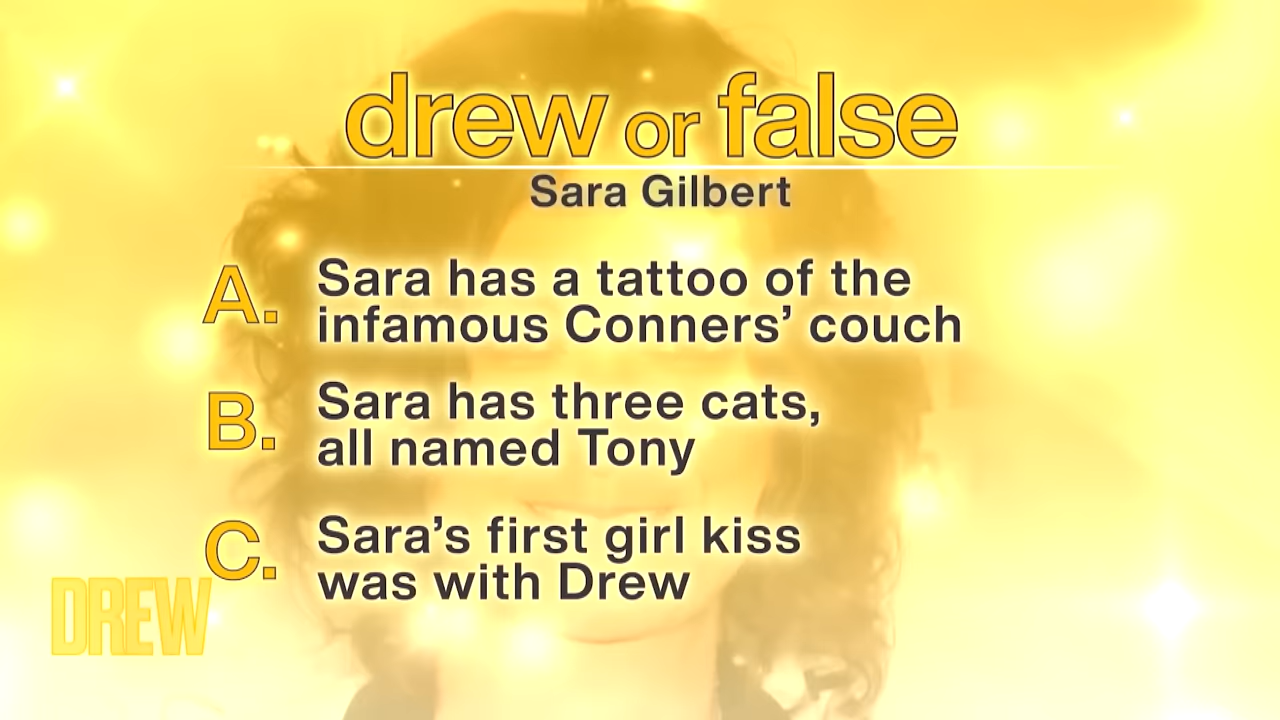 drew or false
Sara Gilbert
A. Sara has a tattoo of the
infamous Conners’ couch
B. Sara has three cats,
all named Tony
C. Sara’s first girl kiss
was with Drew
DREW